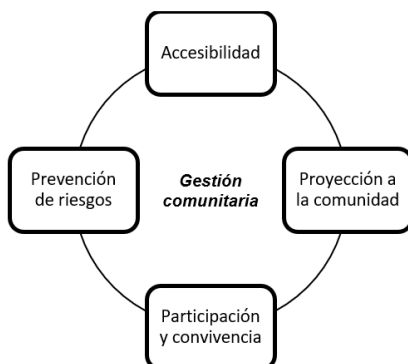 Accesibilidad
Prevención
de riesgos
Gestión
comunitaria
Proyección a
la comunidad
Participación
y convivencia